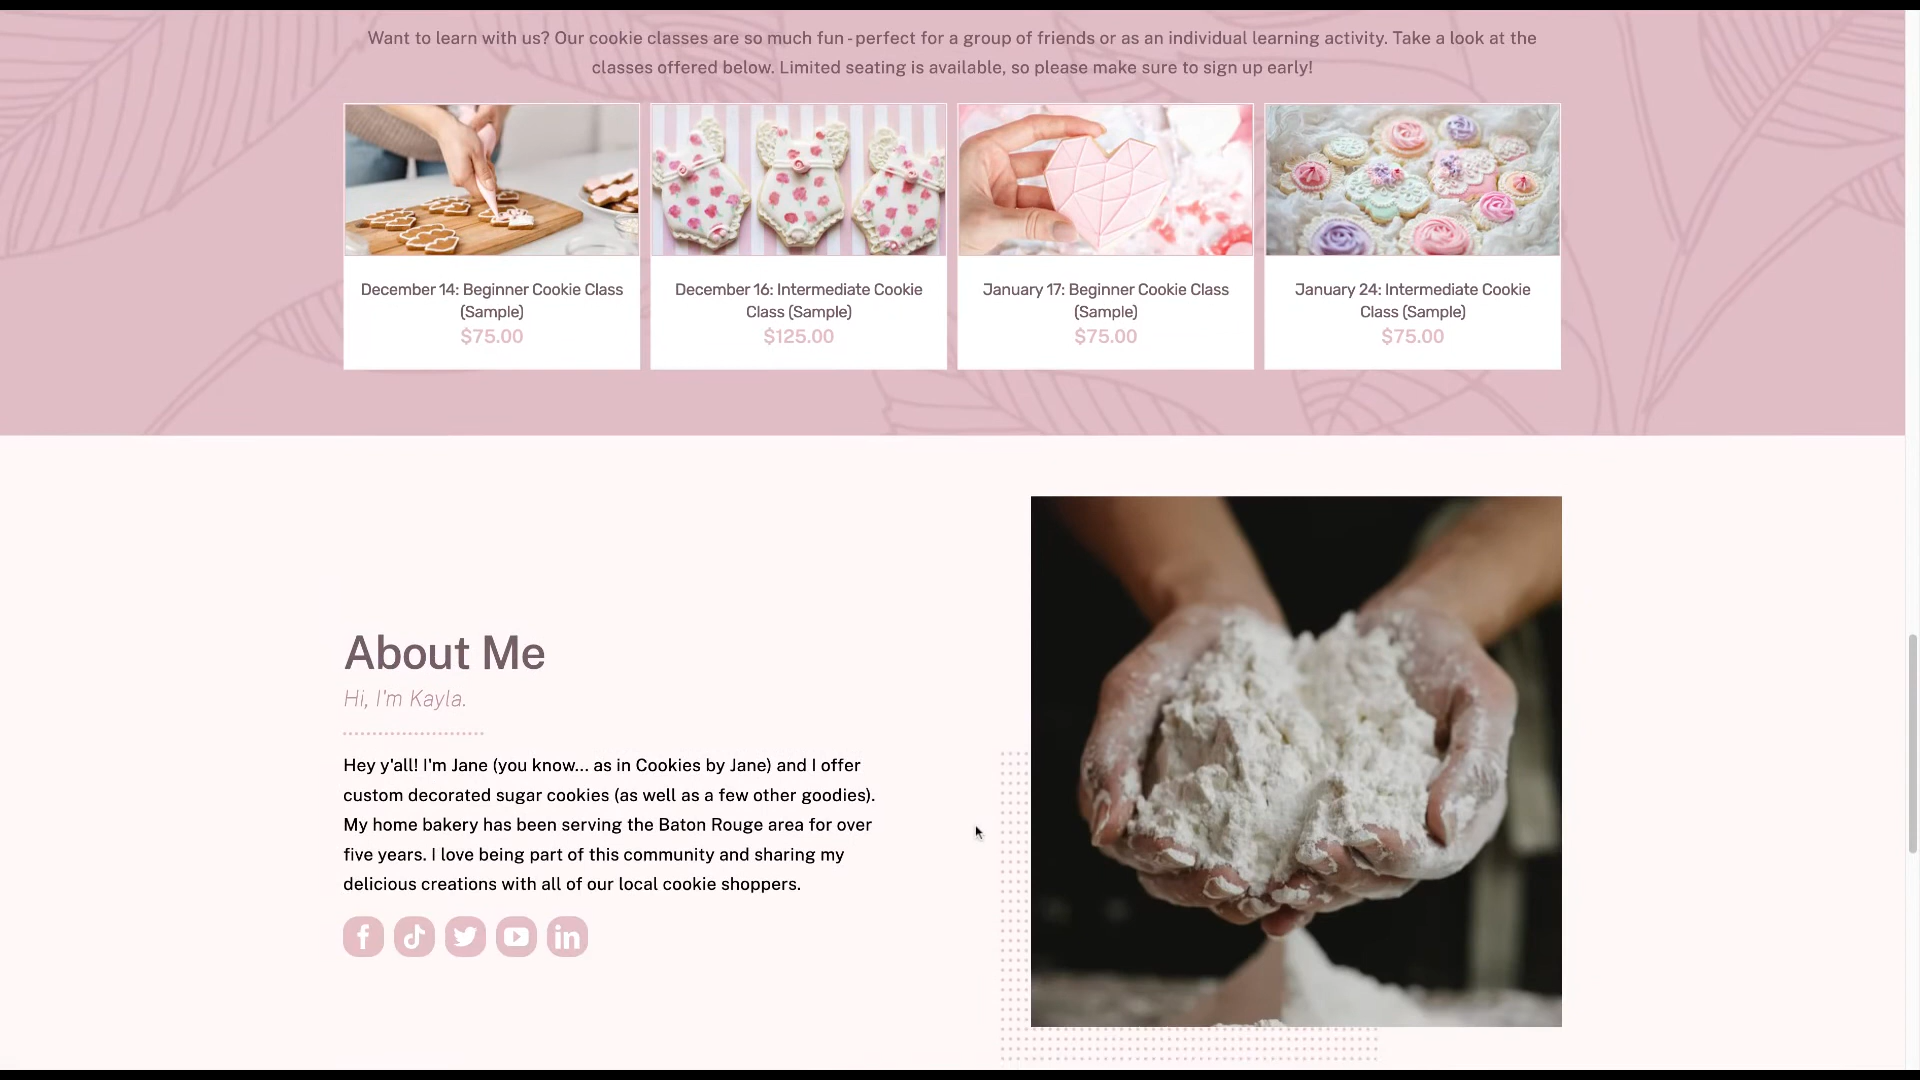 Want to learn with us? Our cookie classes are so much fun - perfect for a group of friends or as an individual learning activity. Take a look at the
classes offered below. Limited seating is available, so please make sure to sign up early!
December 14: Beginner Cookie Class
(Sample)
$75.00
December 16: Intermediate Cookie
Class (Sample)
$125.00
January 17: Beginner Cookie Class
(Sample)
$75.00
January 24: Intermediate Cookie
Class (Sample)
$75.00
About Me
Hi, I'm Kayla.
Hey y'all! I'm Jane (you know... as in Cookies by Jane) and I offer
custom decorated sugar cookies (as well as a few other goodies).
My home bakery has been serving the Baton Rouge area for over
five years. I love being part of this community and sharing my
delicious creations with all of our local cookie shoppers.